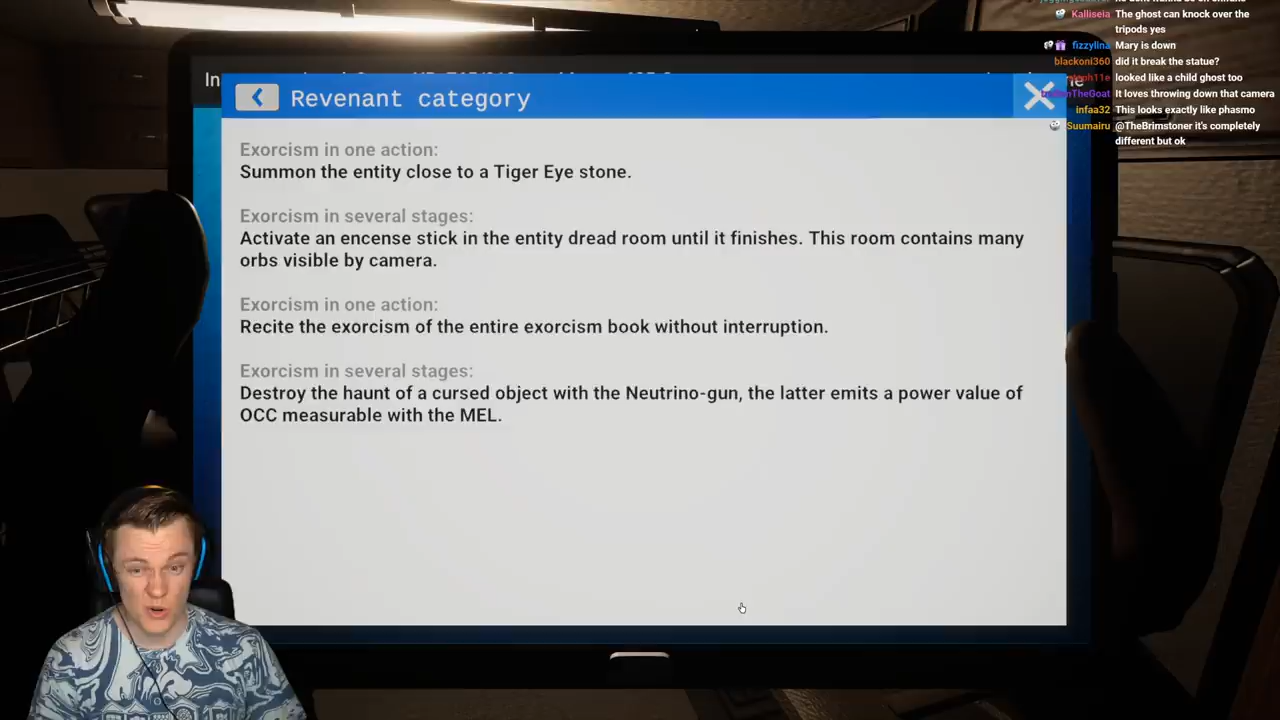 Kalliseia The ghost can knock over the
tripods yes
fizzylina Mary is down
blackoni360 did it break the statue?
looked like a child ghost too
It loves throwing down that camera
infaa32 This looks exactly like phasmo
Suumairu @TheBrimstoner it's completely
different but ok
Revenant category
Exorcism in one action:
Summon the entity close to a Tiger Eye stone.
Exorcism in several stages:
Activate an encense stick in the entity dread room until it finishes. This room contains many
orbs visible by camera.
Exorcism in one action:
Recite the exorcism of the entire exorcism book without interruption.
Exorcism in several stages:
Destroy the haunt of a cursed object with the Neutrino-gun, the latter emits a power value of
OCC measurable with the MEL.